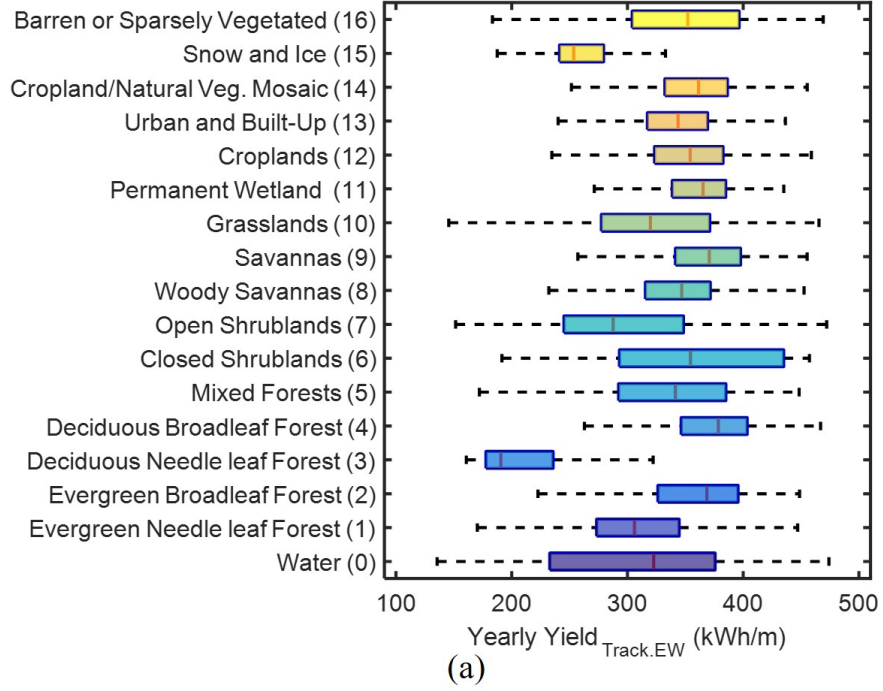 Barren or Sparsely Vegetated (16)
Snow and Ice (15)
Cropland/Natural Veg. Mosaic (14)
Urban and Built-Up (13)
Croplands (12)
Permanent Wetland (11)
Grasslands (10)
Savannas (9)
Woody Savannas (8)
Open Shrublands (7)
Closed Shrublands (6)
Mixed Forests (5)
Deciduous Broadleaf Forest (4)
Deciduous Needle leaf Forest (3)
Evergreen Broadleaf Forest (2)
Evergreen Needle leaf Forest (1)
Water (0)
100 200 300 400 500
Yearly Yield Track.EW (kWh/m)
(a)